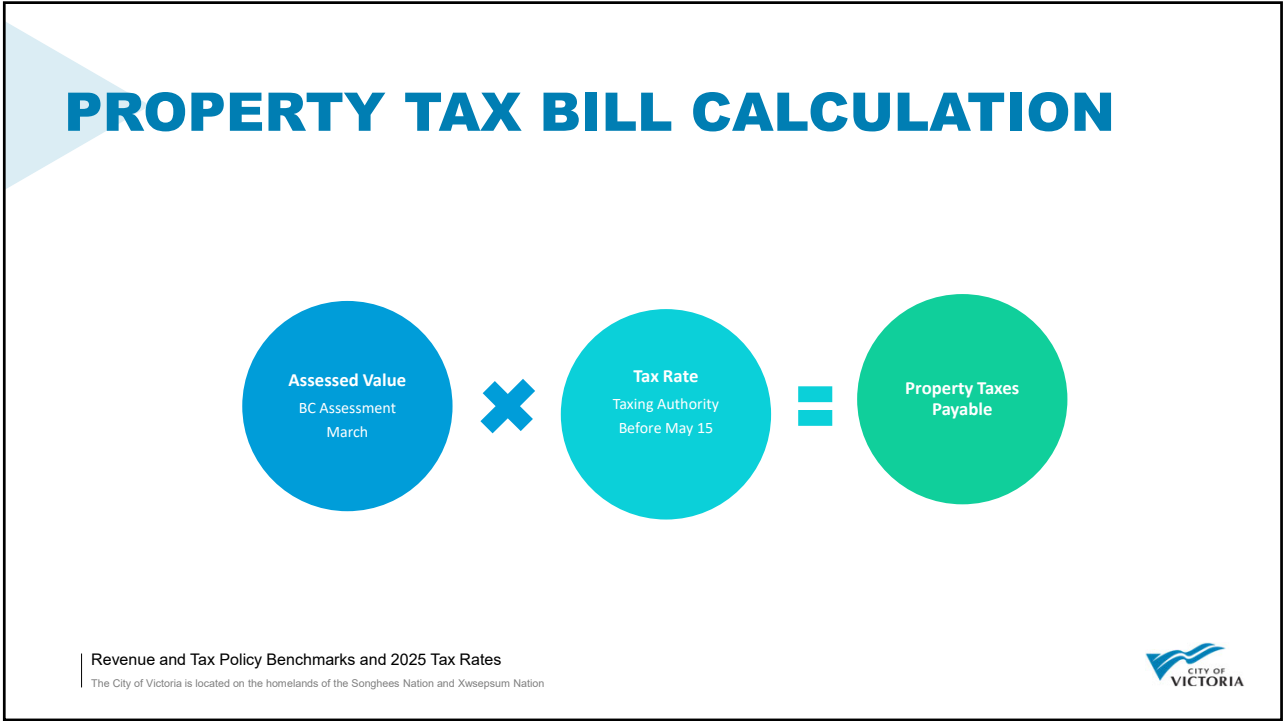 PROPERTY TAX BILL CALCULATION
Assessed Value
BC Assessment
March
Tax Rate
Taxing Authority
Before May 15
Property Taxes
Payable
Revenue and Tax Policy Benchmarks and 2025 Tax Rates
The City of Victoria is located on the homelands of the Songhees Nation and Xwsepsum Nation
CITY OF
VICTORIA